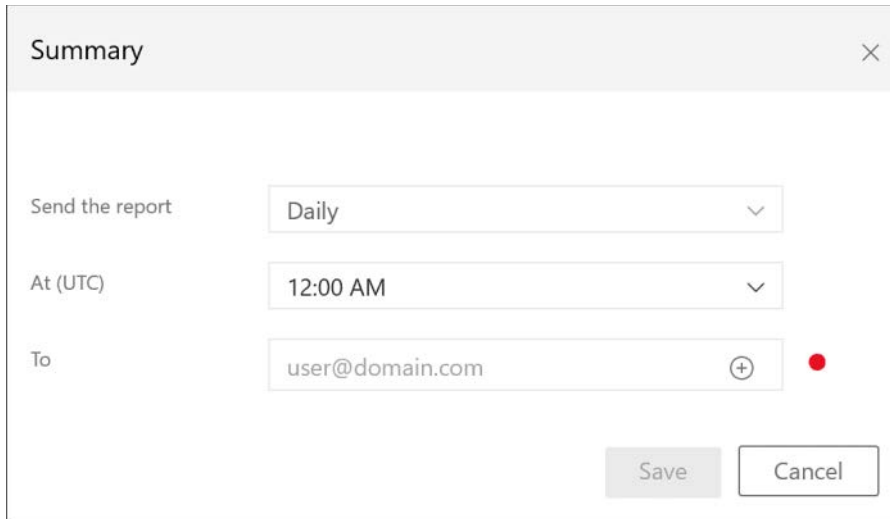 Summary
Send the report
Daily
At (UTC)
12:00 AM
To
user@domain.com
Save
Cancel